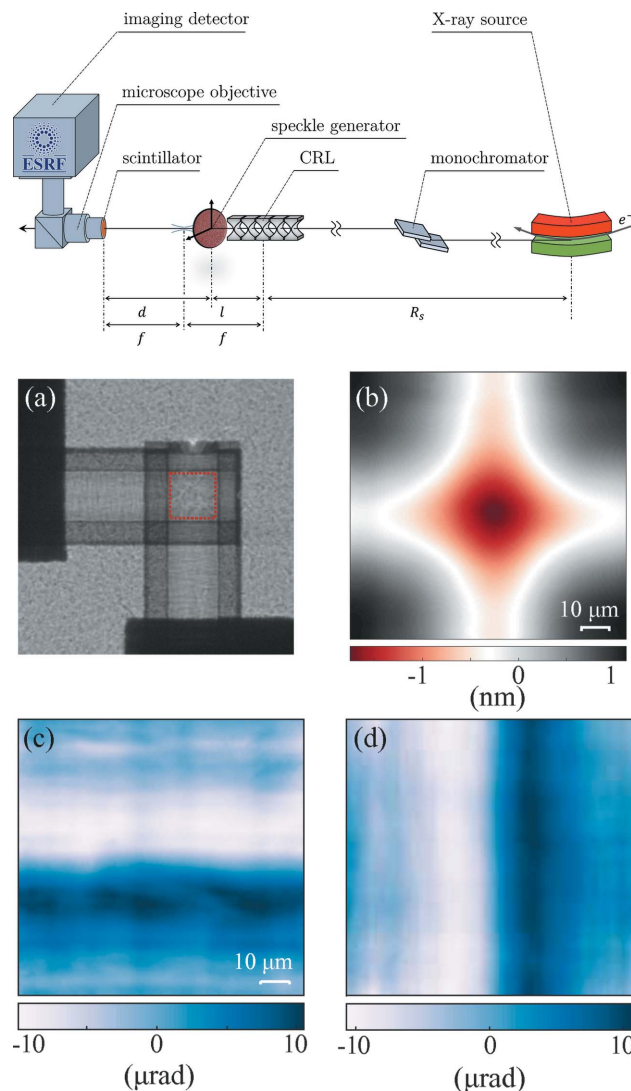 imaging detector
X-ray source
microscope objective
speckle generator
scintillator
CRL
monochromator
ESRF
e⁻
d
l
R_s
f
f
(a)
(b)
10 μm
-1 0 1
(nm)
(c)
(d)
10 μm
-10 0 10
(μrad)
-10 0 10
(μrad)